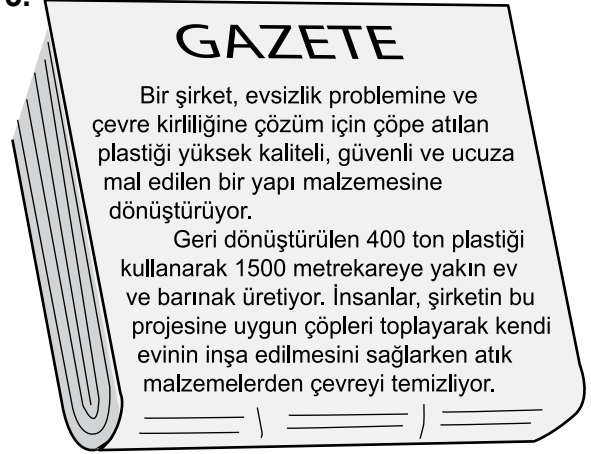 GAZETE
Bir şirket, evsizlik problemine ve
çevre kirliliğine çözüm için çöpe atılan
plastiği yüksek kaliteli, güvenli ve ucuza
mal edilen bir yapı malzemesine
dönüştürüyor.
Geri dönüştürülen 400 ton plastiği
kullanarak 1500 metrekareye yakın ev
ve barınak üretiyor. İnsanlar, şirketin bu
projesine uygun çöpleri toplayarak kendi
evinin inşa edilmesini sağlarken atık
malzemelerden çevreyi temizliyor.